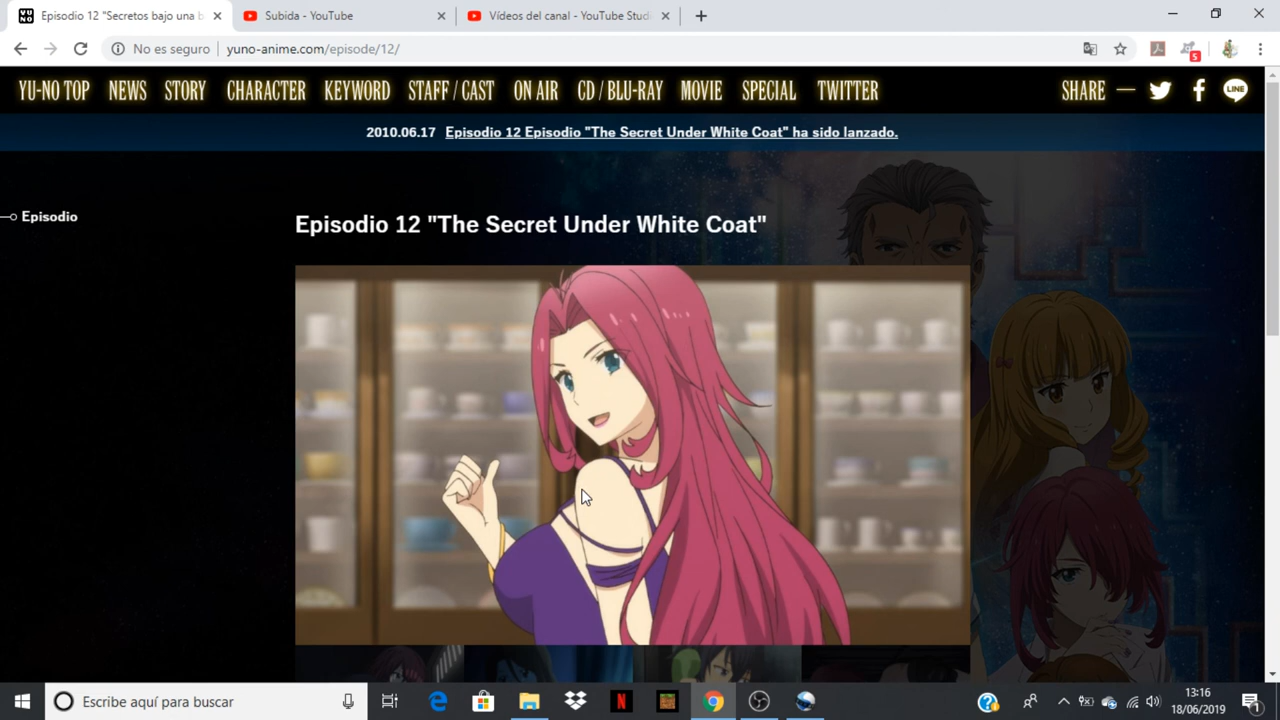 Episodio 12 "Secretos bajo una b
Subida - YouTube
Vídeos del canal - YouTube Studi
No es seguro
yuno-anime.com/episode/12/
5
YU-NO TOP NEWS STORY CHARACTER KEYWORD STAFF / CAST ON AIR CD / BLU-RAY MOVIE SPECIAL TWITTER SHARE LINE
2010.06.17 Episodio 12 Episodio "The Secret Under White Coat" ha sido lanzado.
Episodio
Episodio 12 "The Secret Under White Coat"
Escribe aquí para buscar
13:16
18/06/2019
1